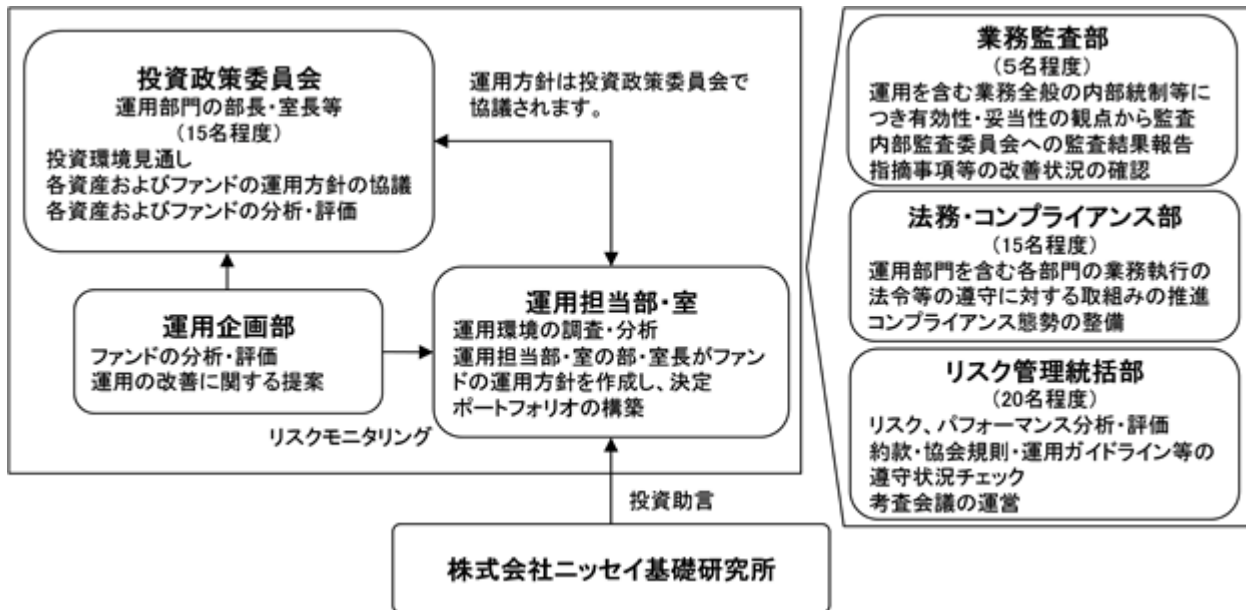 投資政策委員会
運用部門の部長・室長等
(15名程度)
投資環境見通し
各資産およびファンドの運用方針の協議
各資産およびファンドの分析・評価
運用方針は投資政策委員会で
協議されます。
運用企画部
ファンドの分析・評価
運用の改善に関する提案
リスクモニタリング
運用担当部・室
運用環境の調査・分析
運用担当部・室の部・室長がファン
ドの運用方針を作成し、決定
ポートフォリオの構築
投資助言
株式会社ニッセイ基礎研究所
業務監査部
(5名程度)
運用を含む業務全般の内部統制等に
つき有効性・妥当性の観点から監査
内部監査委員会への監査結果報告
指摘事項等の改善状況の確認
法務・コンプライアンス部
(15名程度)
運用部門を含む各部門の業務執行の
法令等の遵守に対する取組みの推進
コンプライアンス態勢の整備
リスク管理統括部
(20名程度)
リスク、パフォーマンス分析・評価
約款・協会規則・運用ガイドライン等の
遵守状況チェック
考査会議の運営